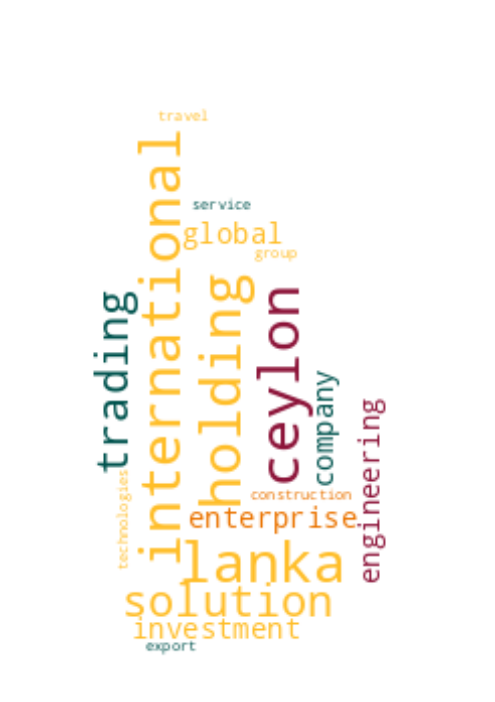 travel
international
service
global
group
holding
ceylon
trading
company
engineering
technologies
construction
enterprise
lanka
solution
investment
export